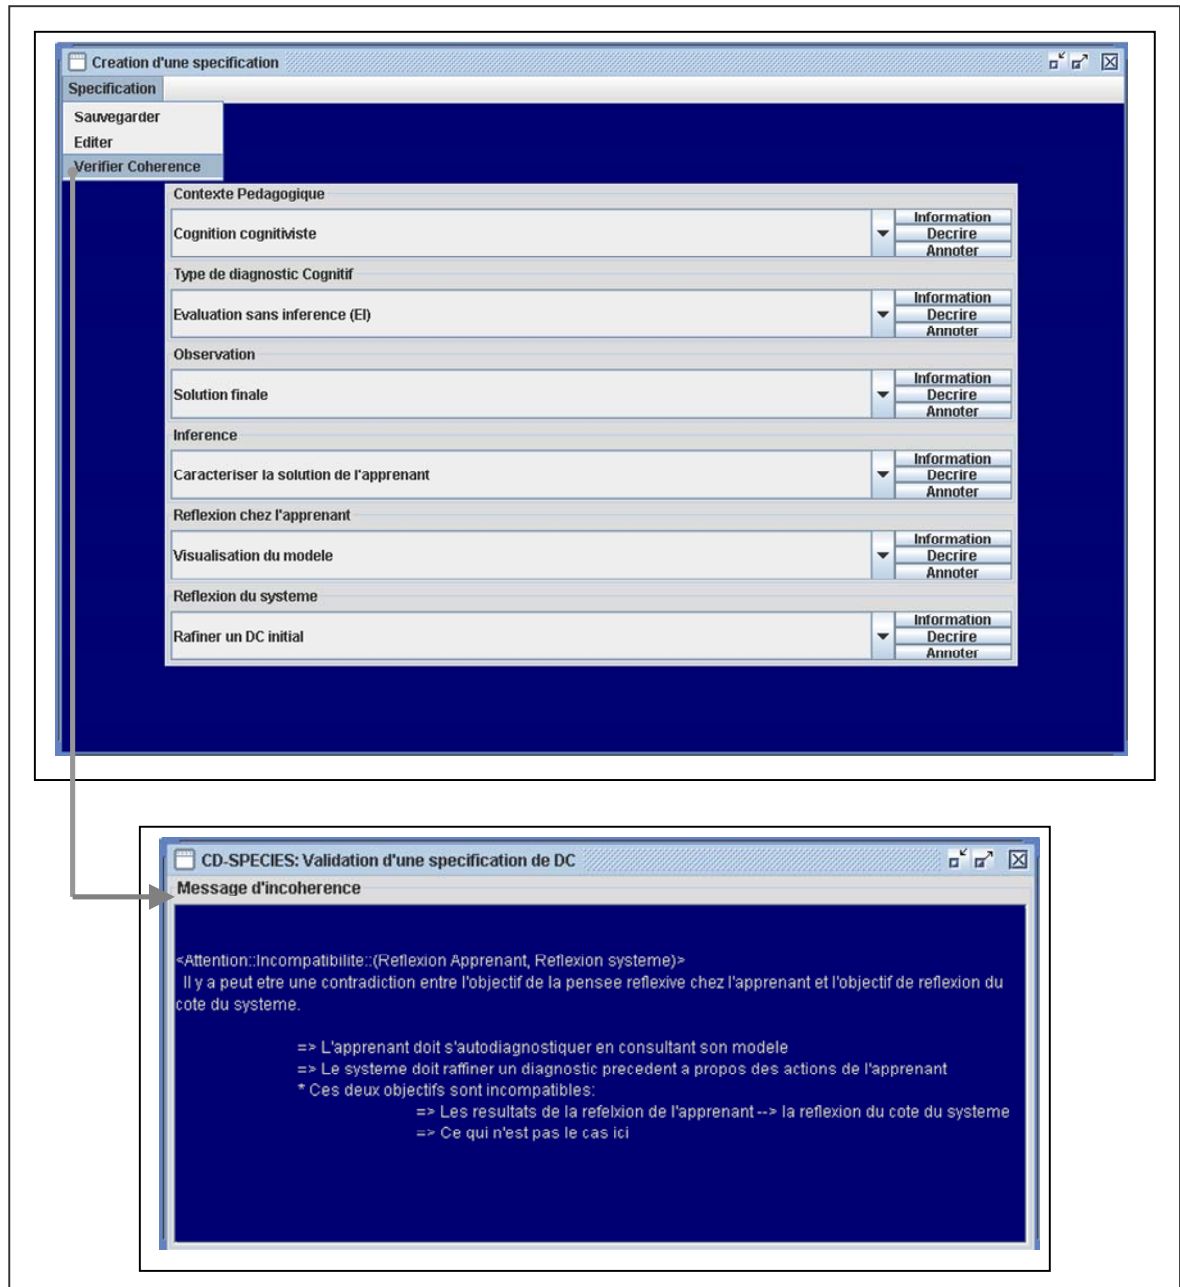 Creation d'une specification
Specification
Sauvegarder
Editer
Verifier Coherence
Contexte Pedagogique
Cognition cognitiviste
Information
Decrire
Annoter
Type de diagnostic Cognitif
Evaluation sans inference (EI)
Information
Decrire
Annoter
Observation
Solution finale
Information
Decrire
Annoter
Inference
Caracteriser la solution de l'apprenant
Information
Decrire
Annoter
Reflexion chez l'apprenant
Visualisation du modele
Information
Decrire
Annoter
Reflexion du systeme
Rafiner un DC initial
Information
Decrire
Annoter
CD-SPECIES: Validation d'une specification de DC
Message d'incoherence
<Attention::Incompatibilite::(Reflexion Apprenant, Reflexion systeme)>
Il y a peut etre une contradiction entre l'objectif de la pensee reflexive chez l'apprenant et l'objectif de reflexion du
cote du systeme.
=> L'apprenant doit s'autodiagnostiquer en consultant son modele
=> Le systeme doit raffiner un diagnostic precedent a propos des actions de l'apprenant
* Ces deux objectifs sont incompatibles:
=> Les resultats de la refelxion de l'apprenant --> la reflexion du cote du systeme
=> Ce qui n'est pas le cas ici